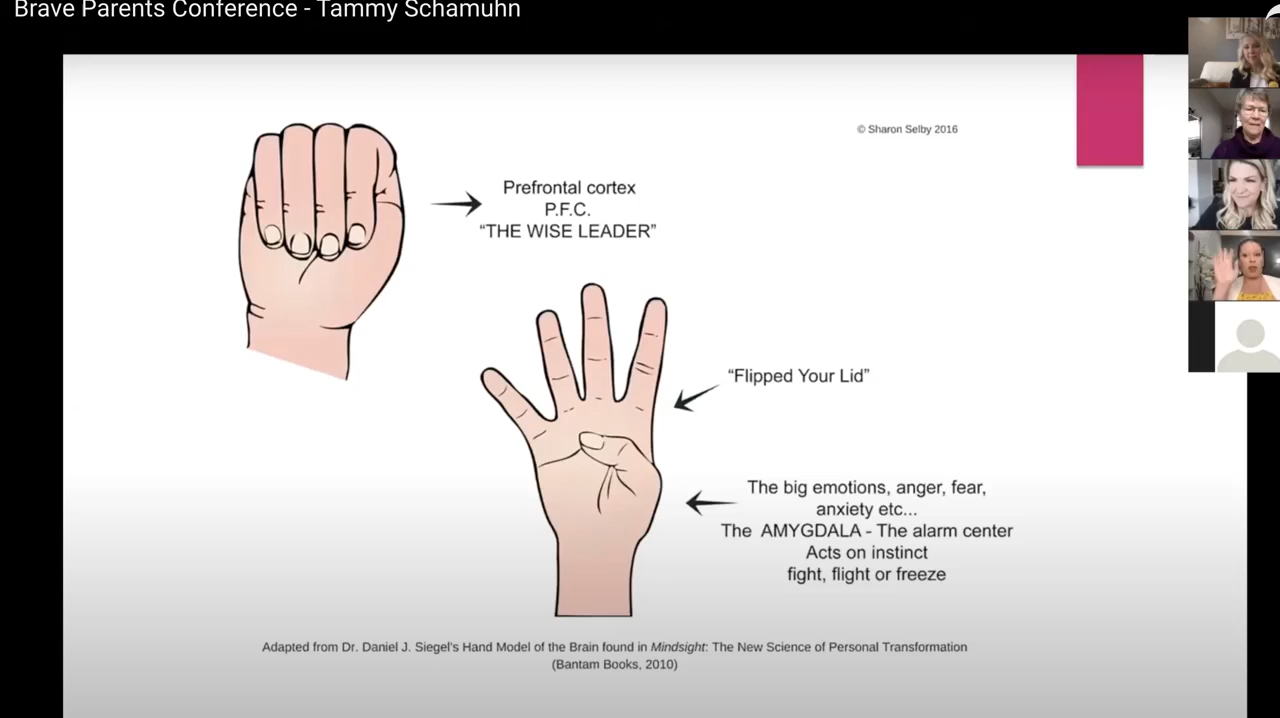 Brave Parents Conference - Tammy Schamuhn
© Sharon Selby 2016
Prefrontal cortex
P.F.C.
“THE WISE LEADER”
“Flipped Your Lid”
The big emotions, anger, fear,
anxiety etc...
The AMYGDALA - The alarm center
Acts on instinct
fight, flight or freeze
Adapted from Dr. Daniel J. Siegel's Hand Model of the Brain found in Mindsight: The New Science of Personal Transformation
(Bantam Books, 2010)